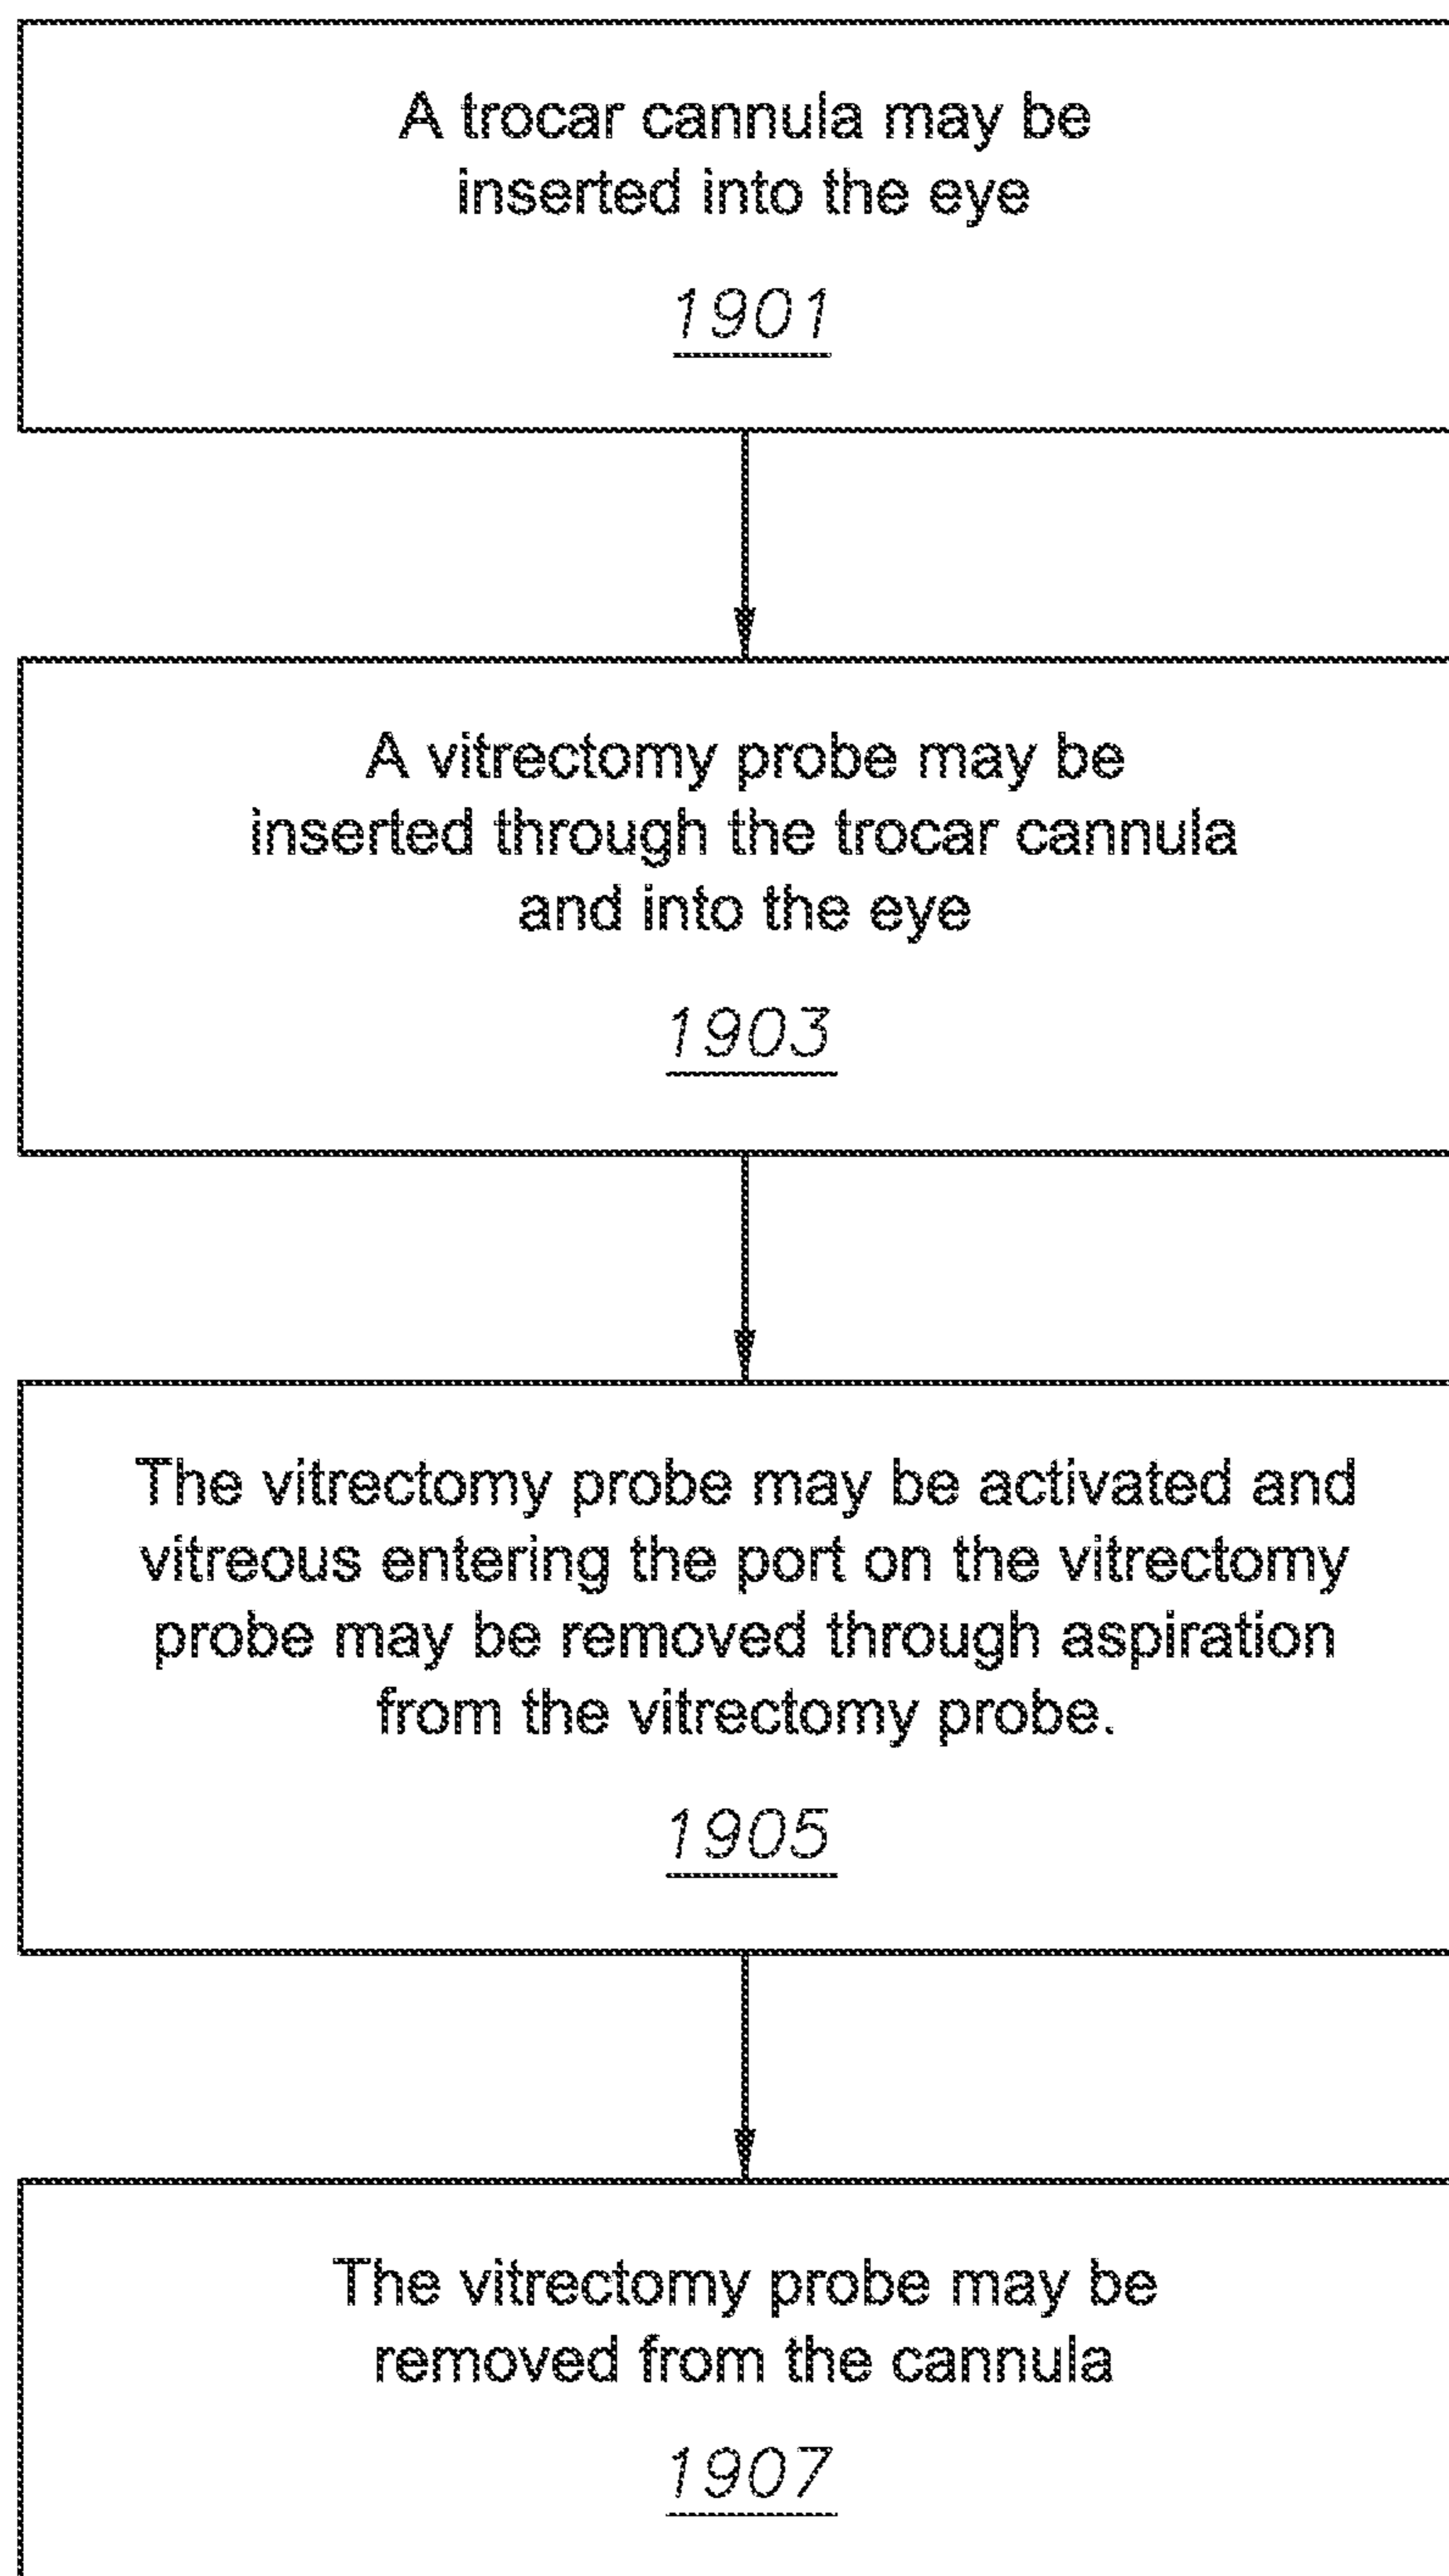 A trocar cannula may be
inserted into the eye
1901
A vitrectomy probe may be
inserted through the trocar cannula
and into the eye
1903
The vitrectomy probe may be activated and
vitreous entering the port on the vitrectomy
probe may be removed through aspiration
from the vitrectomy probe.
1905
The vitrectomy probe may be
removed from the cannula
1907